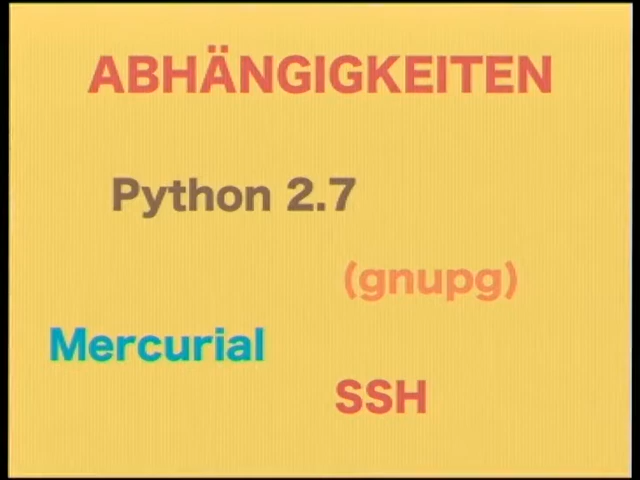 ABHÄNGIGKEITEN
Python 2.7
(gnupg)
Mercurial
SSH